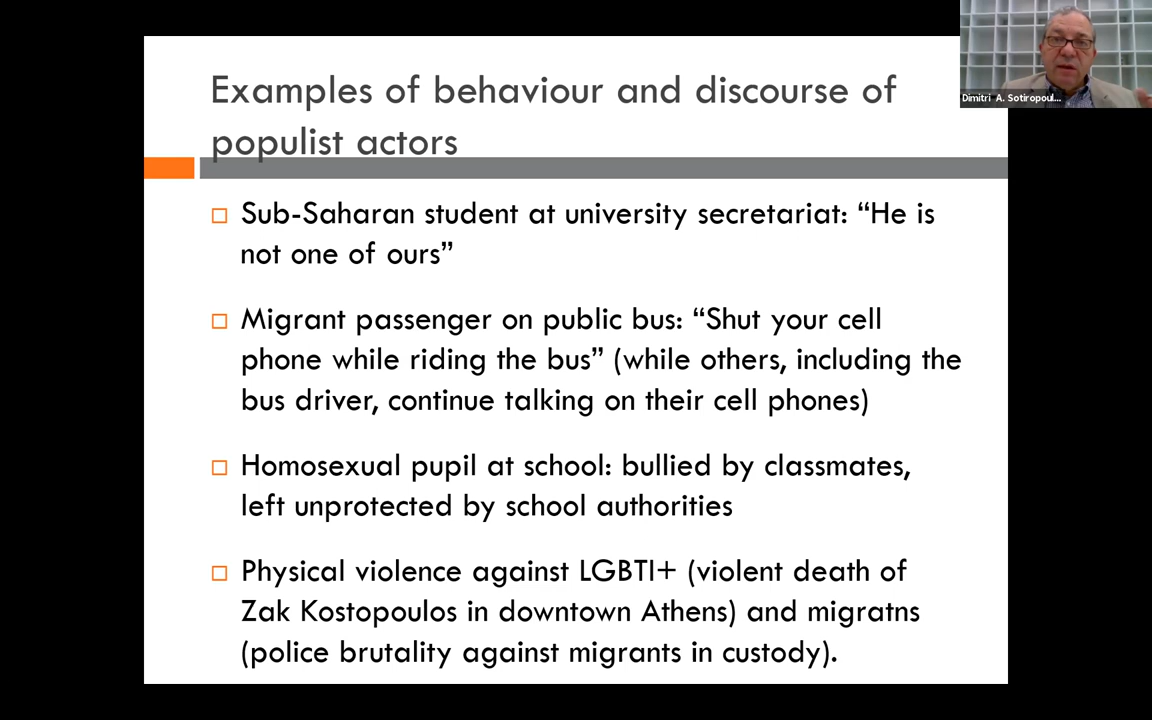 Examples of behaviour and discourse of
populist actors
Sub-Saharan student at university secretariat: “He is
not one of ours”
Migrant passenger on public bus: “Shut your cell
phone while riding the bus” (while others, including the
bus driver, continue talking on their cell phones)
Homosexual pupil at school: bullied by classmates,
left unprotected by school authorities
Physical violence against LGBTI+ (violent death of
Zak Kostopoulos in downtown Athens) and migratns
(police brutality against migrants in custody).
Dimitri A. Sotiropoul...